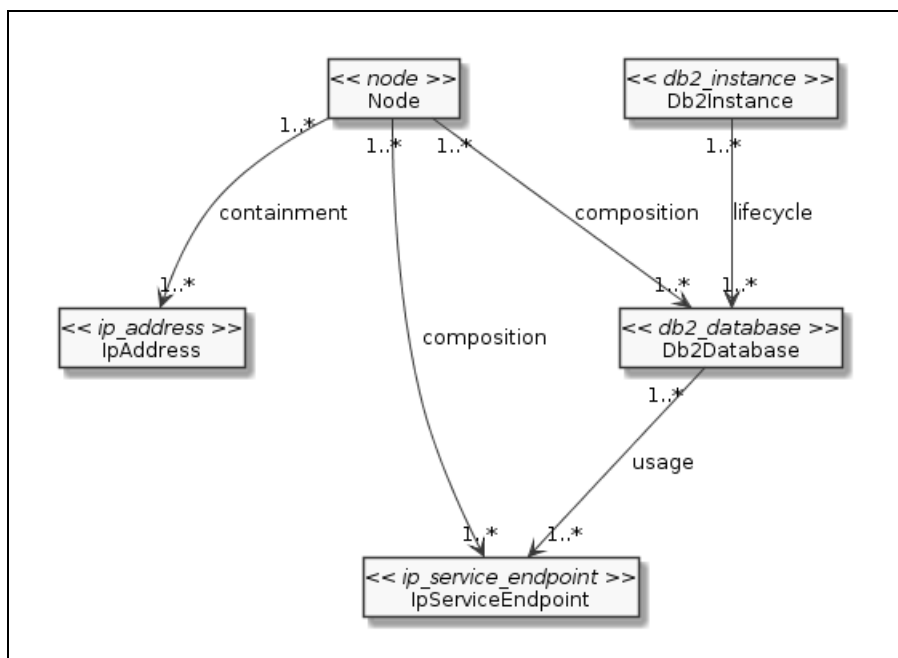 << node >>
Node
<< db2_instance >>
Db2Instance
1..*
1..*
1..*
1..*
containment
composition
lifecycle
1..*
1..*
1..*
<< ip_address >>
IpAddress
<< db2_database >>
Db2Database
composition
1..*
usage
1..*
1..*
<< ip_service_endpoint >>
IpServiceEndpoint